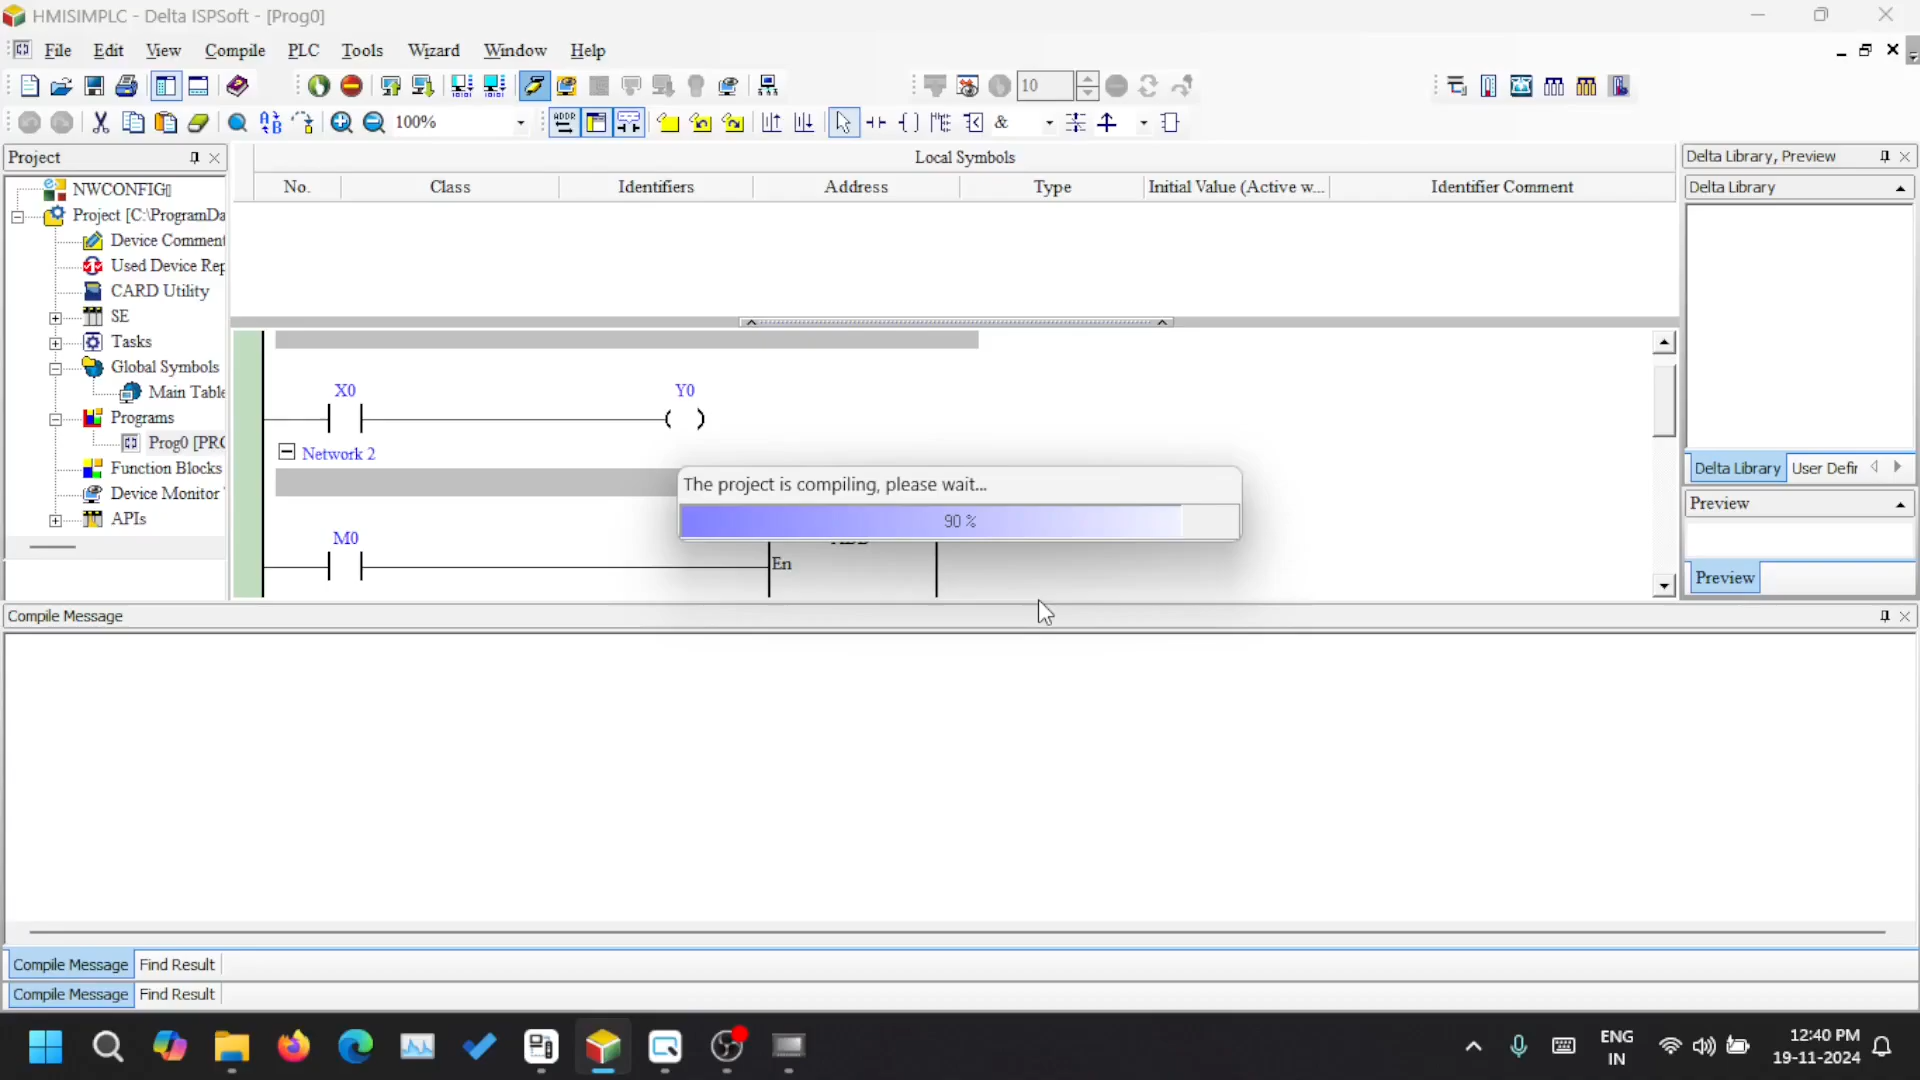 HMISIMPLC - Delta ISPSoft - [Prog0]
File Edit View Compile PLC Tools Wizard Window Help
10
ADDR
100%
&
Project
NWCONFIG
Project [C:\ProgramDa
Device Comment
Used Device Rep
CARD Utility
SE
Tasks
Global Symbols
Main Table
Programs
Prog0 [PRG
Function Blocks
Device Monitor
APIs
Local Symbols
No. Class Identifiers Address Type Initial Value (Active w... Identifier Comment
X0 Y0
Network 2
M0
En
The project is compiling, please wait...
90 %
Delta Library, Preview
Delta Library
Delta Library User Defin
Preview
Preview
Compile Message
Compile Message Find Result
Compile Message Find Result
ENG
IN
12:40 PM
19-11-2024